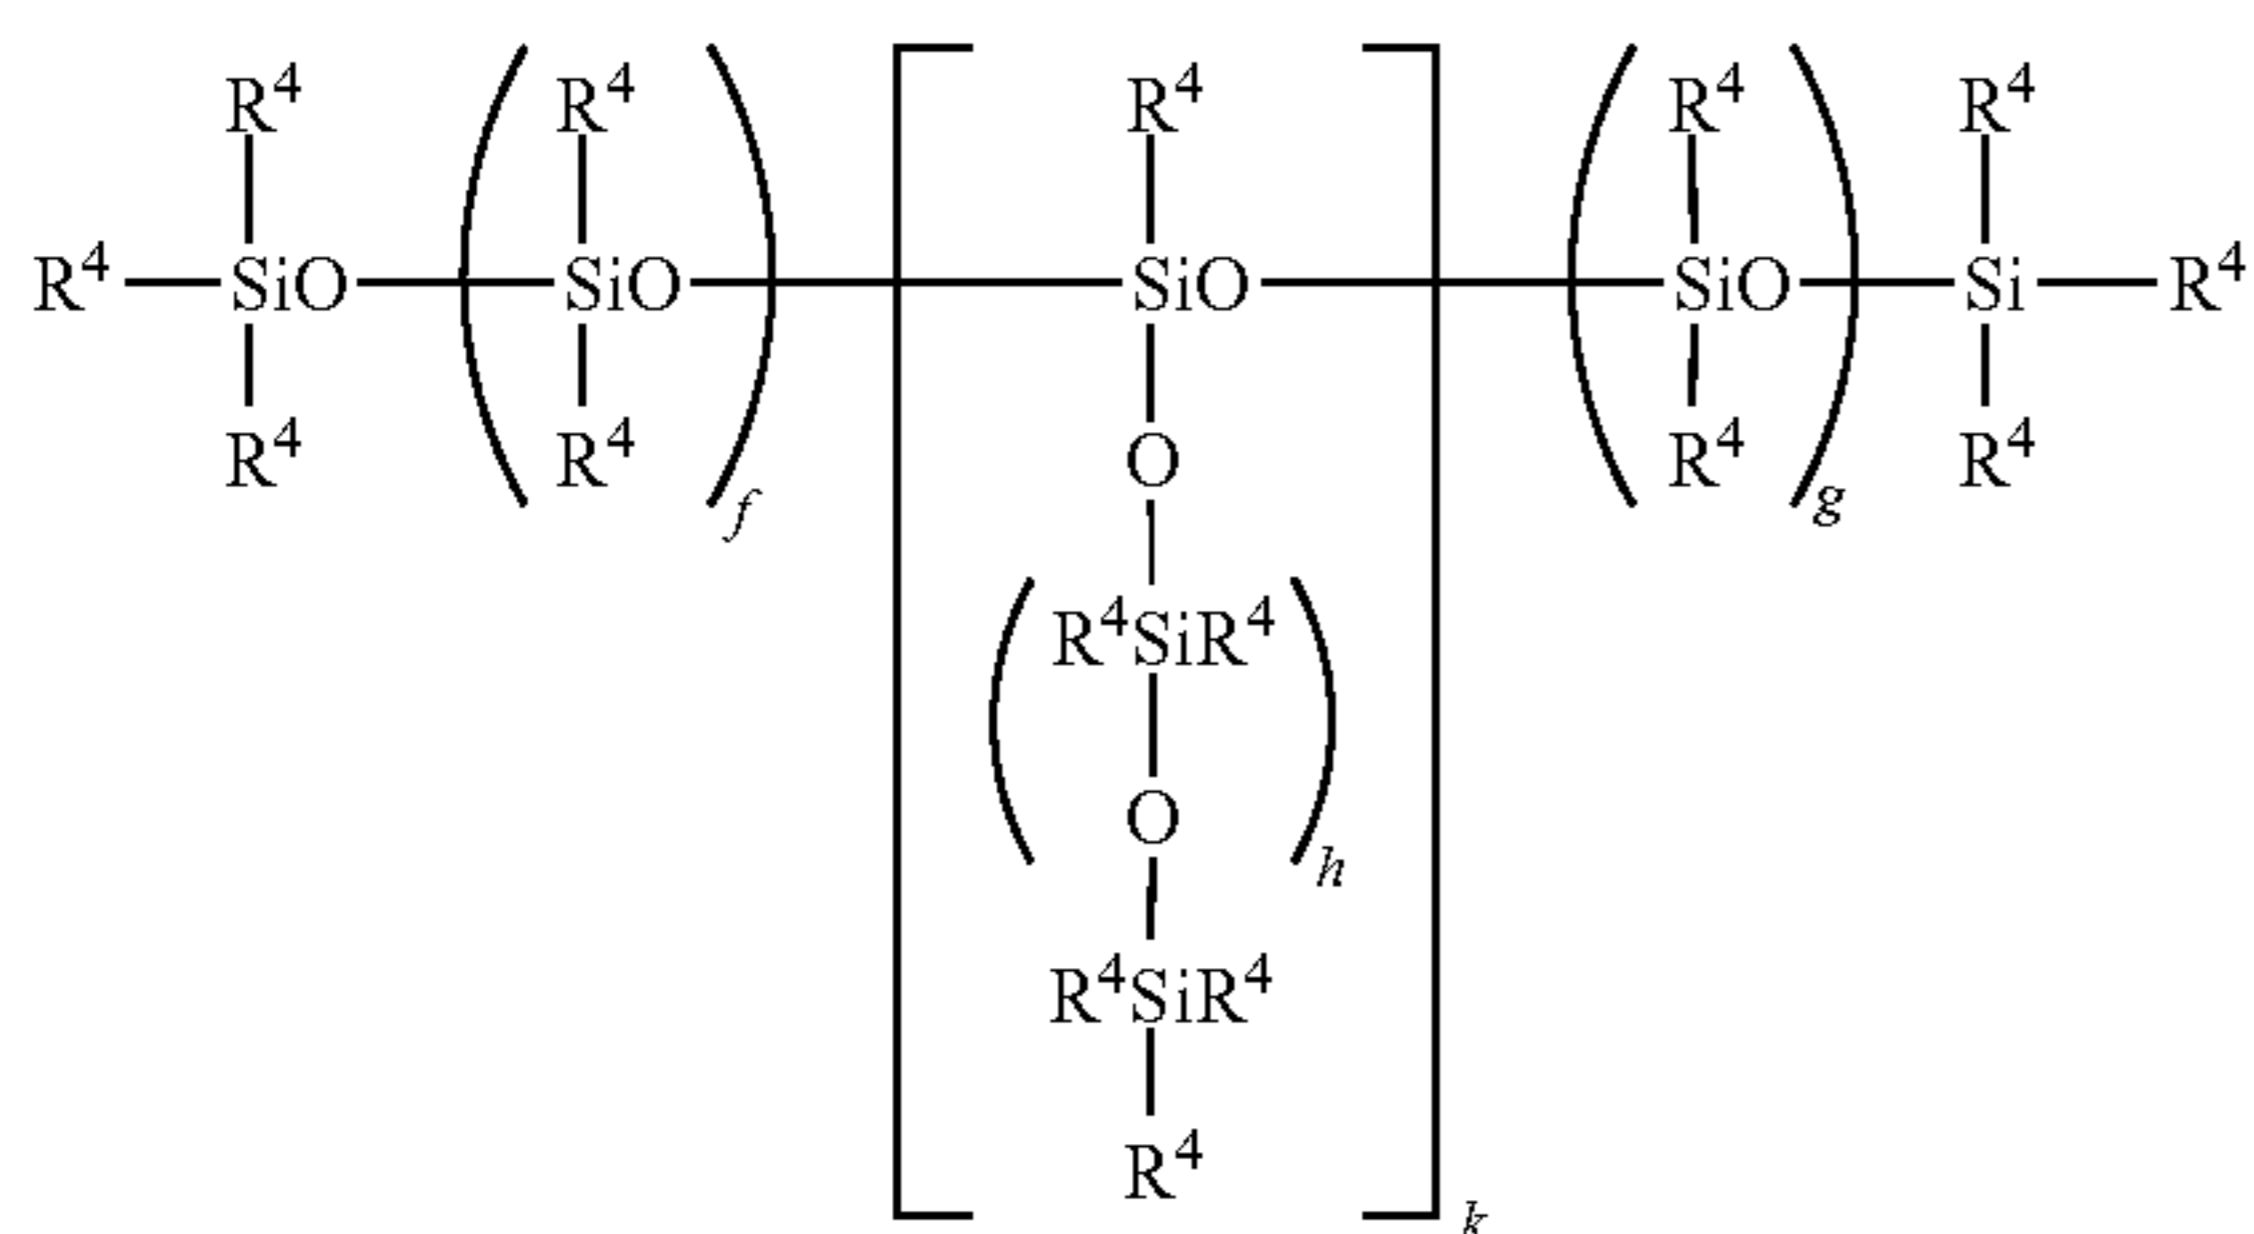 R⁴ R⁴ R⁴ R⁴ R⁴
R⁴ SiO SiO SiO SiO Si R⁴
R⁴ R⁴ O R⁴ R⁴
f g
R⁴SiR⁴
O
h
R⁴SiR⁴
R⁴
k